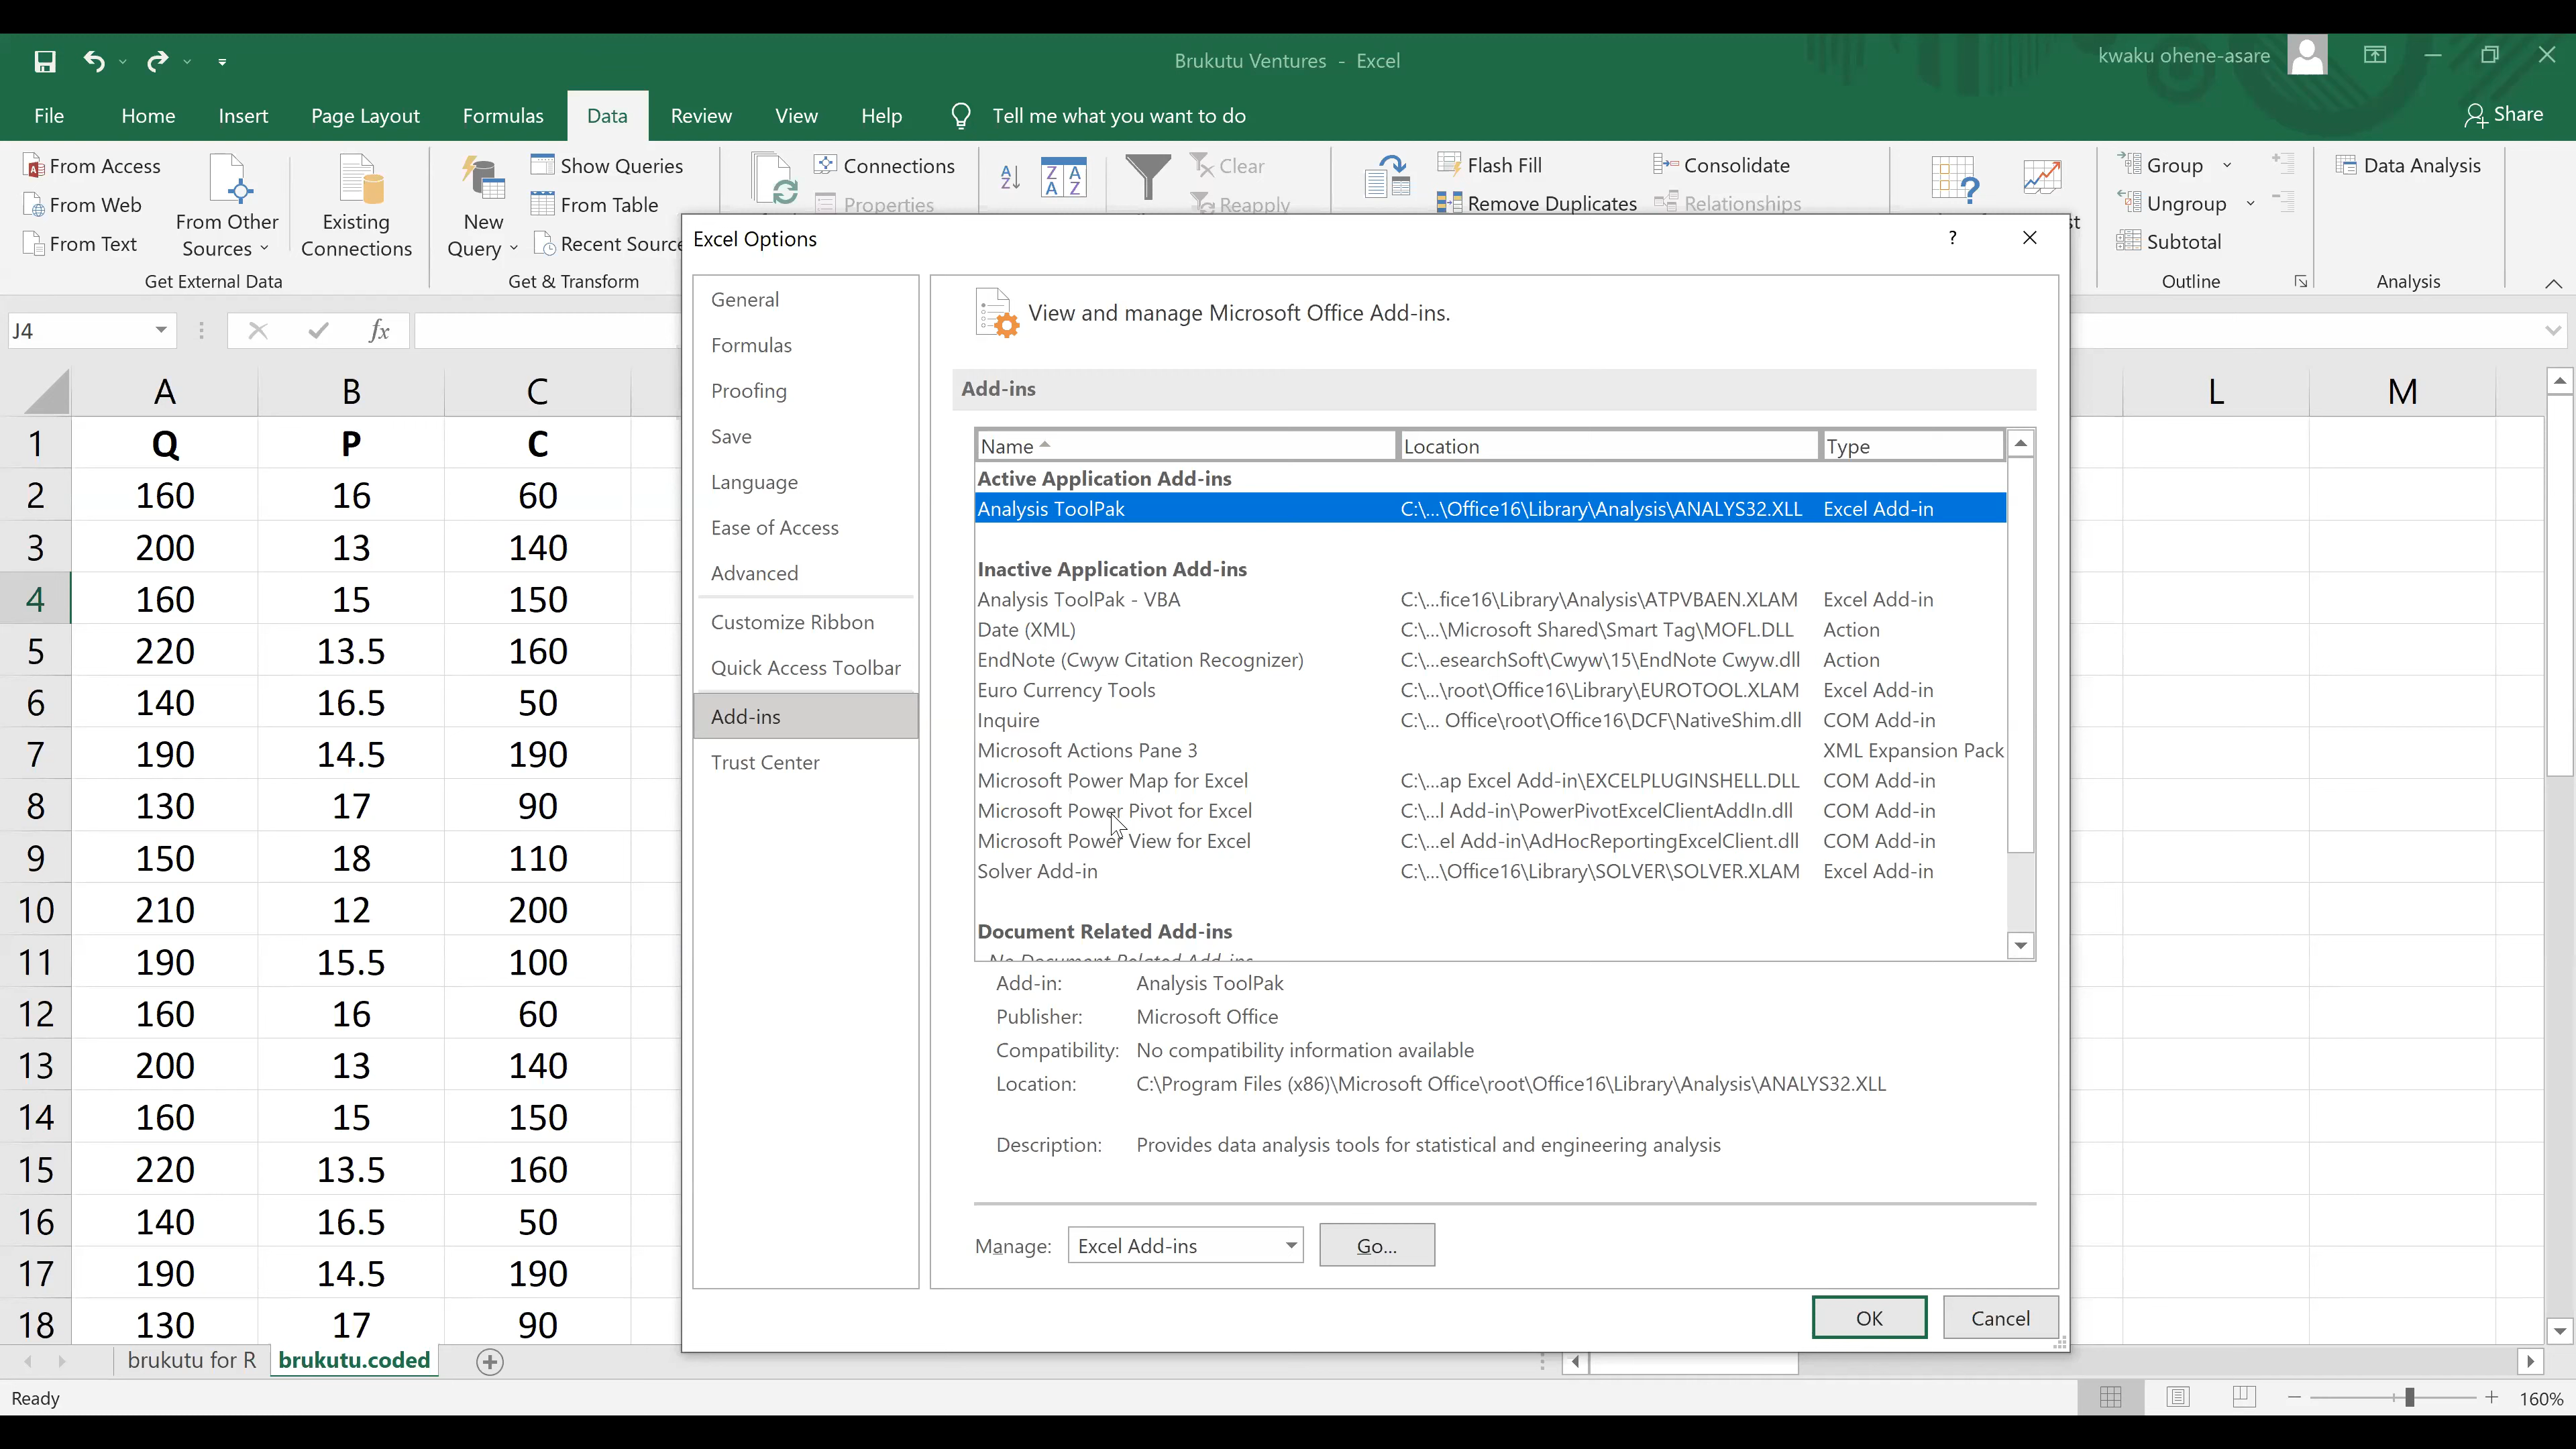 Brukutu Ventures - Excel
kwaku ohene-asare
File Home Insert Page Layout Formulas Data Review View Help Tell me what you want to do Share
From Access
From Web
From Text
From Other Sources
Existing Connections
Get External Data
New Query
Show Queries
From Table
Recent Source
Get & Transform
Connections
Properties
Clear
Reapply
Flash Fill
Remove Duplicates
Consolidate
Relationships
Group
Ungroup
Subtotal
Outline
Data Analysis
Analysis
J4 fx
A B C L M
1 Q P C
2 160 16 60
3 200 13 140
4 160 15 150
5 220 13.5 160
6 140 16.5 50
7 190 14.5 190
8 130 17 90
9 150 18 110
10 210 12 200
11 190 15.5 100
12 160 16 60
13 200 13 140
14 160 15 150
15 220 13.5 160
16 140 16.5 50
17 190 14.5 190
18 130 17 90
Excel Options ?
General
Formulas
Proofing
Save
Language
Ease of Access
Advanced
Customize Ribbon
Quick Access Toolbar
Add-ins
Trust Center
View and manage Microsoft Office Add-ins.
Add-ins
Name Location Type
Active Application Add-ins
Analysis ToolPak C:\...\Office16\Library\Analysis\ANALYS32.XLL Excel Add-in
Inactive Application Add-ins
Analysis ToolPak - VBA C:\...fice16\Library\Analysis\ATPVBAEN.XLAM Excel Add-in
Date (XML) C:\...\Microsoft Shared\Smart Tag\MOFL.DLL Action
EndNote (Cwyw Citation Recognizer) C:\...esearchSoft\Cwyw\15\EndNote Cwyw.dll Action
Euro Currency Tools C:\...\root\Office16\Library\EUROTOOL.XLAM Excel Add-in
Inquire C:\... Office\root\Office16\DCF\NativeShim.dll COM Add-in
Microsoft Actions Pane 3 XML Expansion Pack
Microsoft Power Map for Excel C:\...ap Excel Add-in\EXCELPLUGINSHELL.DLL COM Add-in
Microsoft Power Pivot for Excel C:\...l Add-in\PowerPivotExcelClientAddIn.dll COM Add-in
Microsoft Power View for Excel C:\...el Add-in\AdHocReportingExcelClient.dll COM Add-in
Solver Add-in C:\...\Office16\Library\SOLVER\SOLVER.XLAM Excel Add-in
Document Related Add-ins
No Document Related Add-ins
Add-in: Analysis ToolPak
Publisher: Microsoft Office
Compatibility: No compatibility information available
Location: C:\Program Files (x86)\Microsoft Office\root\Office16\Library\Analysis\ANALYS32.XLL
Description: Provides data analysis tools for statistical and engineering analysis
Manage: Excel Add-ins Go...
OK Cancel
brukutu for R brukutu.coded
Ready 160%